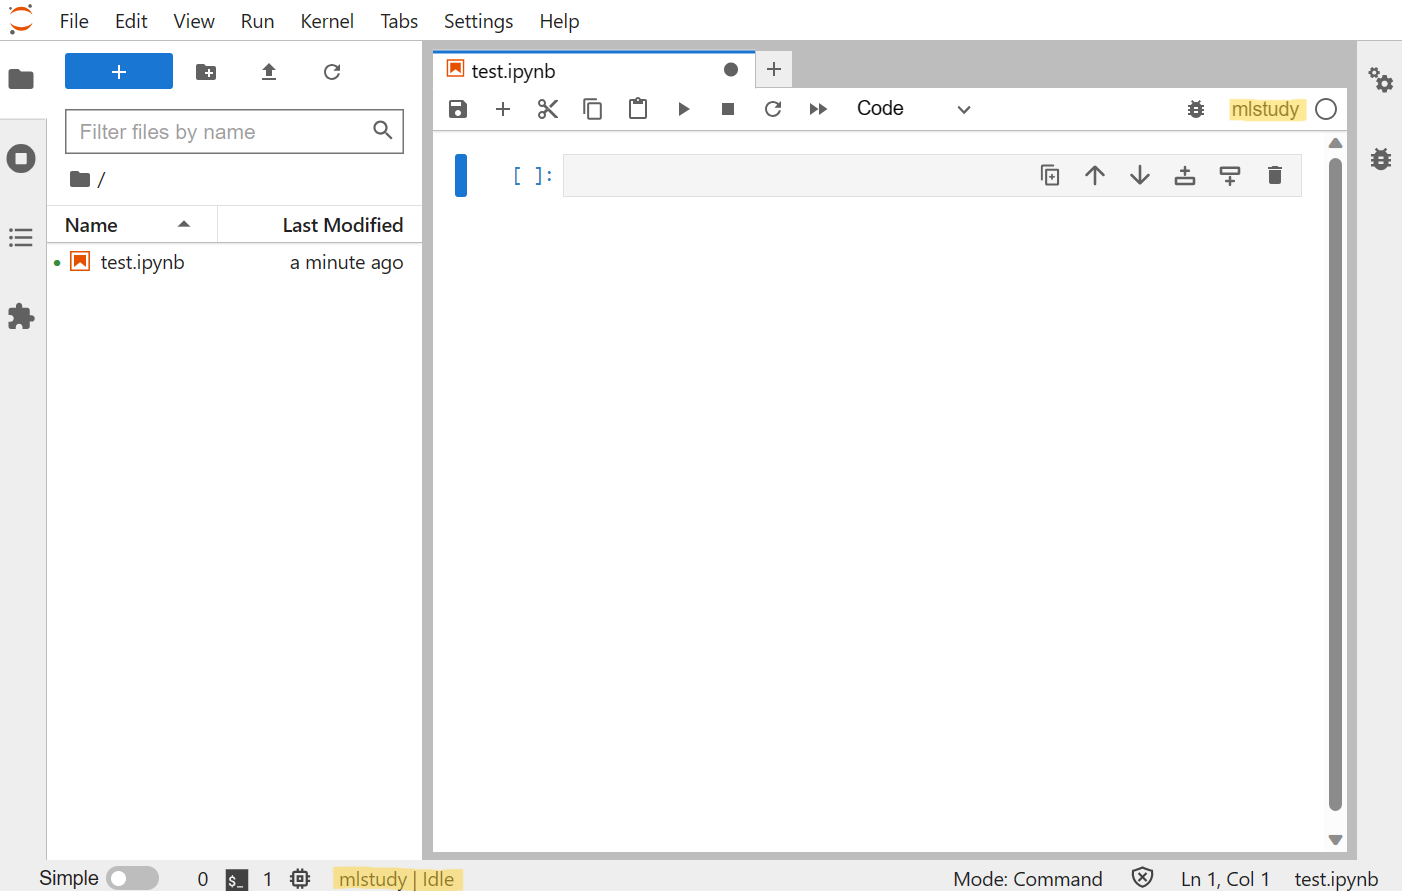 File Edit View Run Kernel Tabs Settings Help
test.ipynb
Filter files by name
Code
mlstudy
/
[ ]:
Name Last Modified
test.ipynb a minute ago
Simple 0 $_ 1 mlstudy | Idle Mode: Command Ln 1, Col 1 test.ipynb